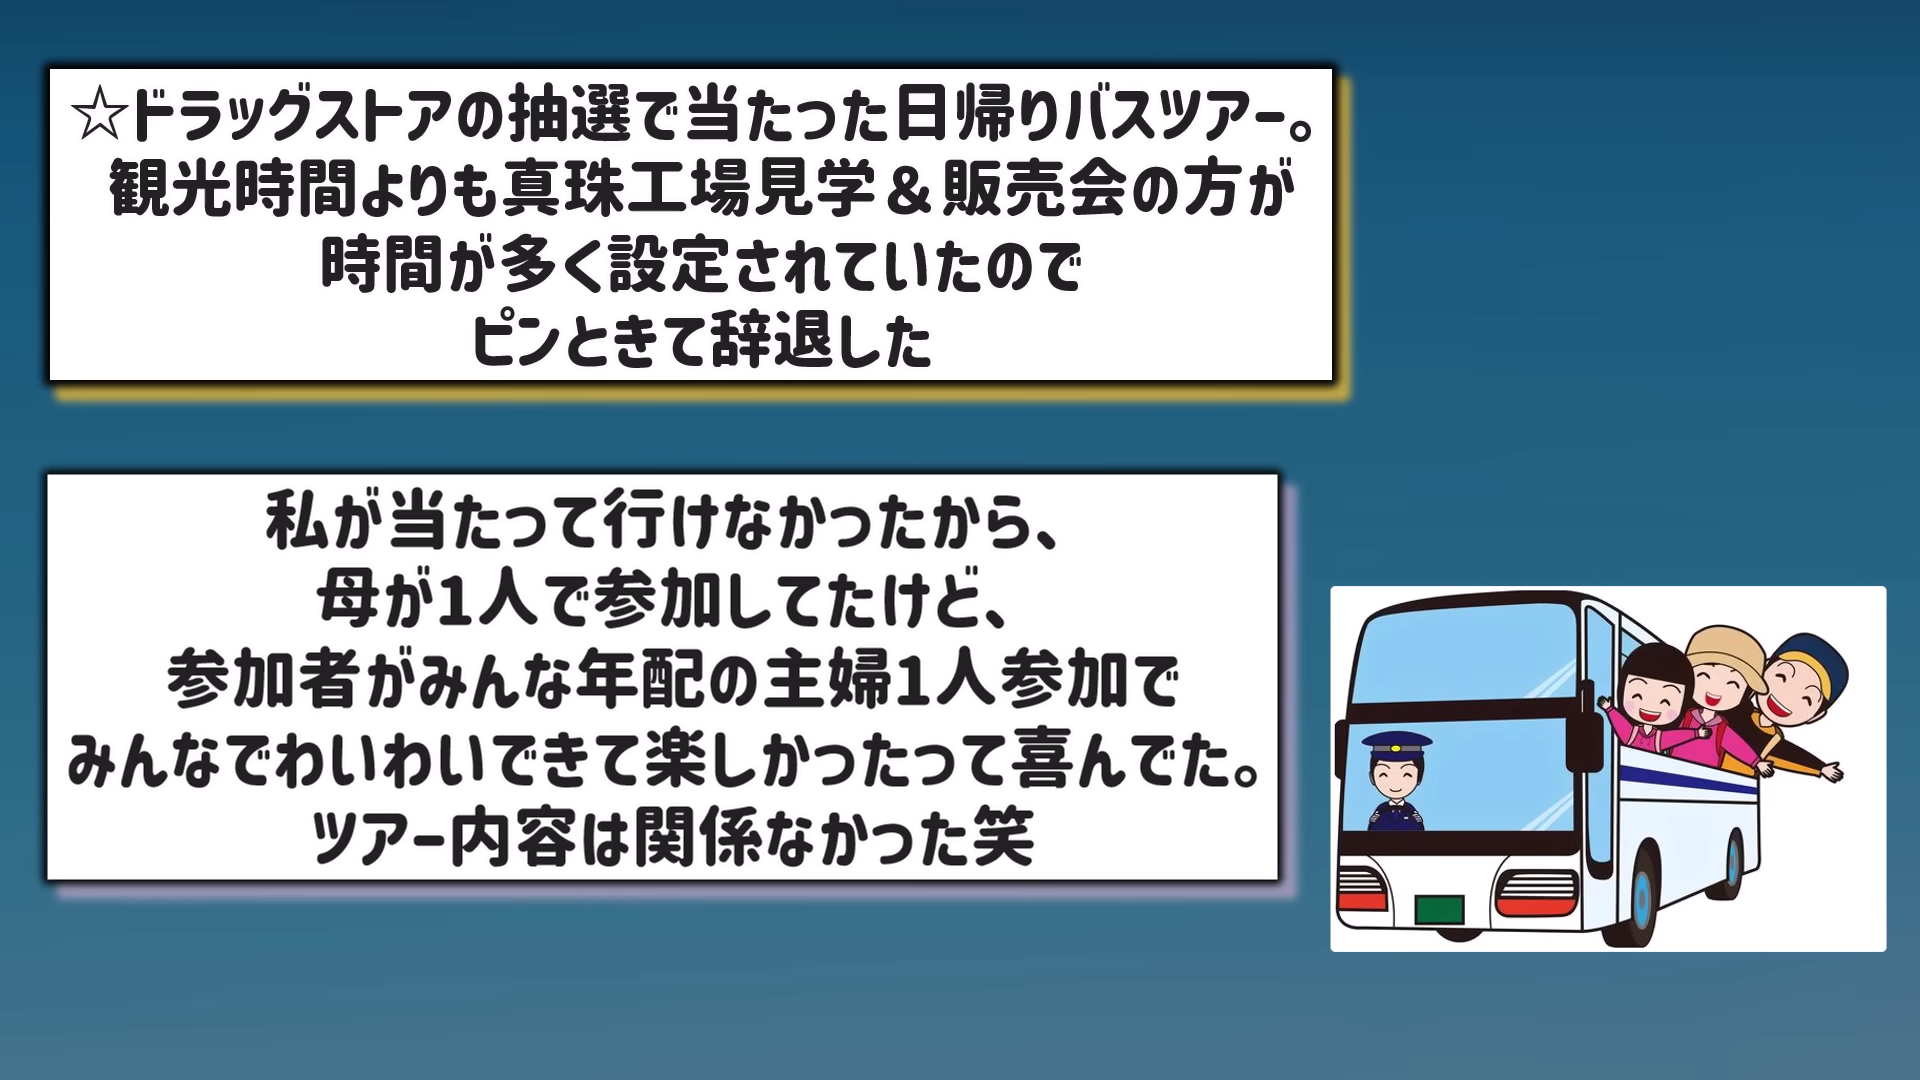 ☆ドラッグストアの抽選で当たった日帰りバスツアー。
観光時間よりも真珠工場見学＆販売会の方が
時間が多く設定されていたので
ピンときて辞退した
私が当たって行けなかったから、
母が1人で参加してたけど、
参加者がみんな年配の主婦1人参加で
みんなでわいわいできて楽しかったって喜んでた。
ツアー内容は関係なかった笑